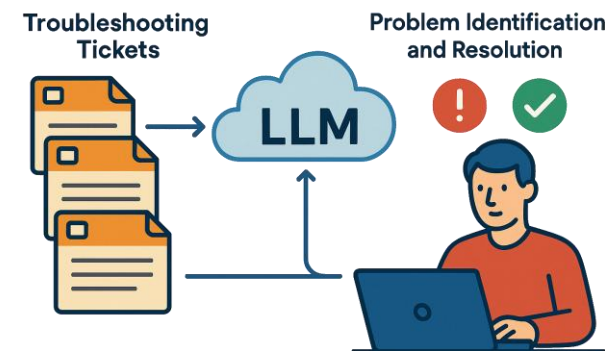 Troubleshooting
Tickets
LLM
Problem Identification
and Resolution